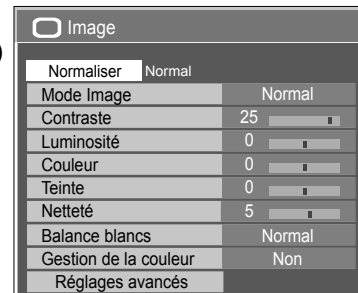 Image
Normaliser Normal
Mode Image Normal
Contraste 25
Luminosité 0
Couleur 0
Teinte 0
Netteté 5
Balance blancs Normal
Gestion de la couleur Non
Réglages avancés